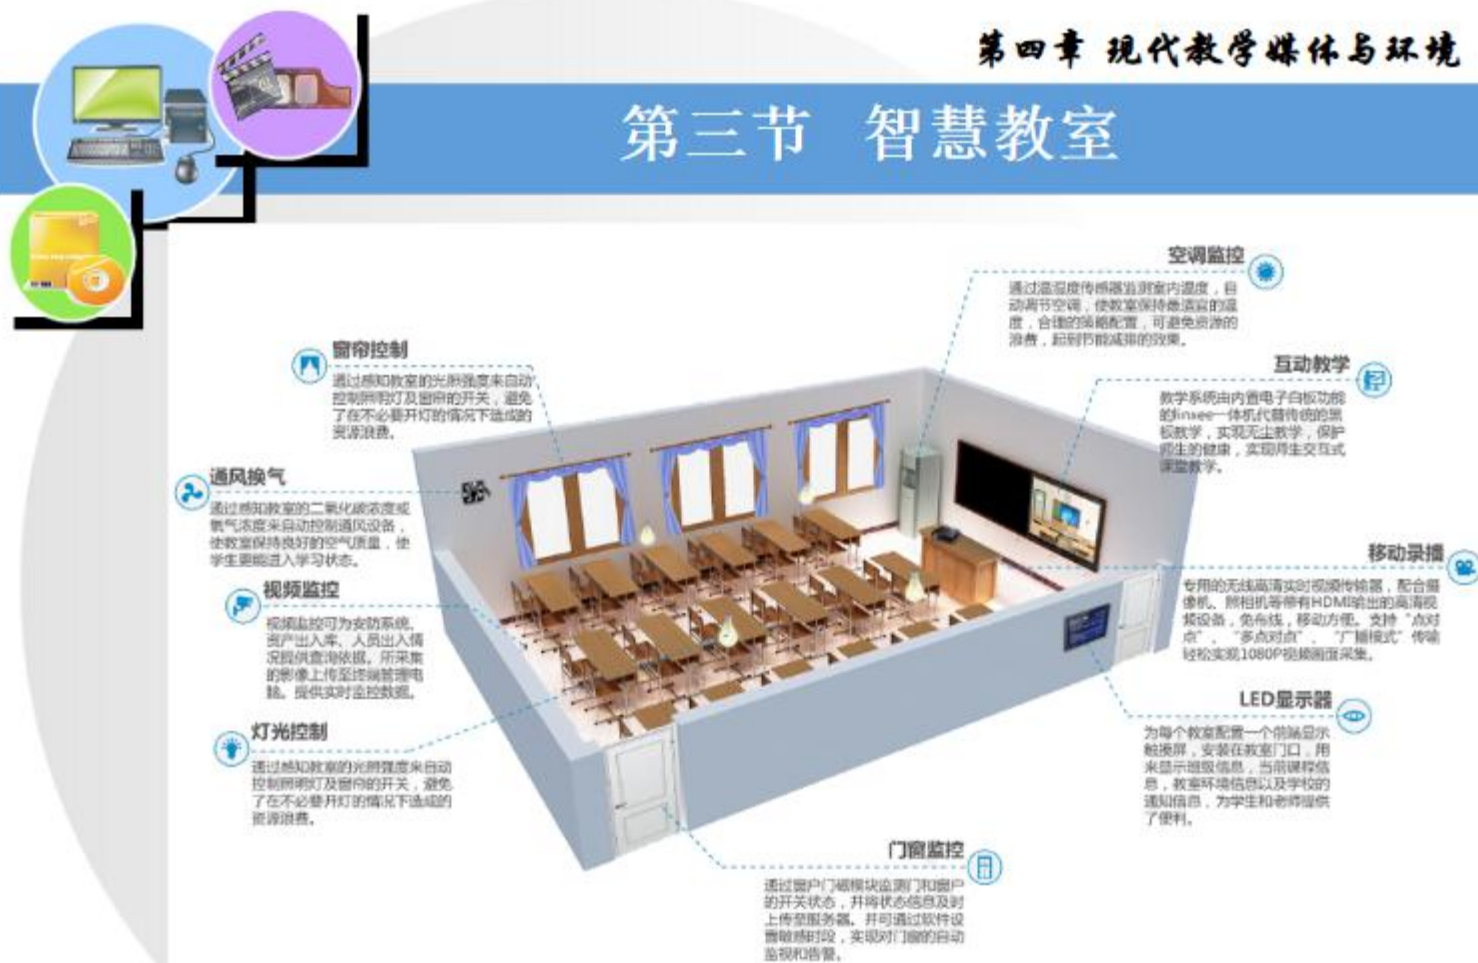 第四章 现代教学媒体与环境
第三节 智慧教室
空调监控
通过温湿度传感器监测室内温度，自
动调节空调，使教室保持最适宜的温
度，合理的策略配置，可避免资源的
浪费，起到节能减排的效果。
窗帘控制
通过感知教室的光照强度来自动
控制照明灯及窗帘的开关，避免
了在不必要开灯的情况下造成的
资源浪费。
互动教学
教学系统由内置电子白板功能
的finsee一体机代替传统的黑
板教学，实现无尘教学，保护
师生的健康，实现师生交互式
课堂教学。
通风换气
通过感知教室的二氧化碳浓度或
氧气浓度来自动控制通风设备，
使教室保持良好的空气质量，使
学生更能进入学习状态。
移动录播
专用的无线高清实时视频传输器，配合摄
像机、照相机等带有HDMI输出的高清视
频设备，免布线，移动方便。支持“点对
点”、“多点对点”、“广播模式”传输
轻松实现1080P视频画面采集。
视频监控
视频监控可为安防系统、
资产出入库、人员出入情
况提供查询依据。所采集
的影像上传至终端管理电
脑。提供实时监控数据。
LED显示器
为每个教室配置一个前端显示
触摸屏，安装在教室门口，用
来显示班级信息，当前课程信
息，教室环境信息以及学校的
通知信息，为学生和老师提供
了便利。
灯光控制
通过感知教室的光照强度来自动
控制照明灯及窗帘的开关，避免
了在不必要开灯的情况下造成的
资源浪费。
门窗监控
通过窗户门磁模块监测门和窗户
的开关状态，并将状态信息及时
上传至服务器。并可通过软件设
置敏感时段，实现对门窗的自动
监视和告警。